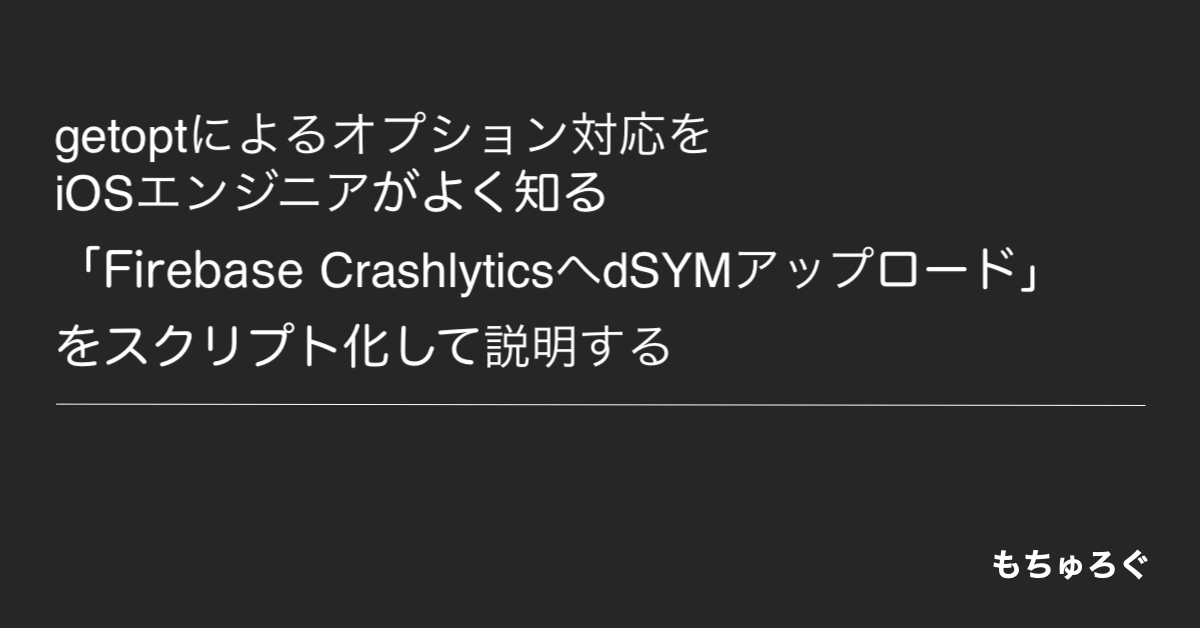 getoptによるオプション対応を
iOSエンジニアがよく知る
「Firebase CrashlyticsへdSYMアップロード」
をスクリプト化して説明する
もちゅろぐ